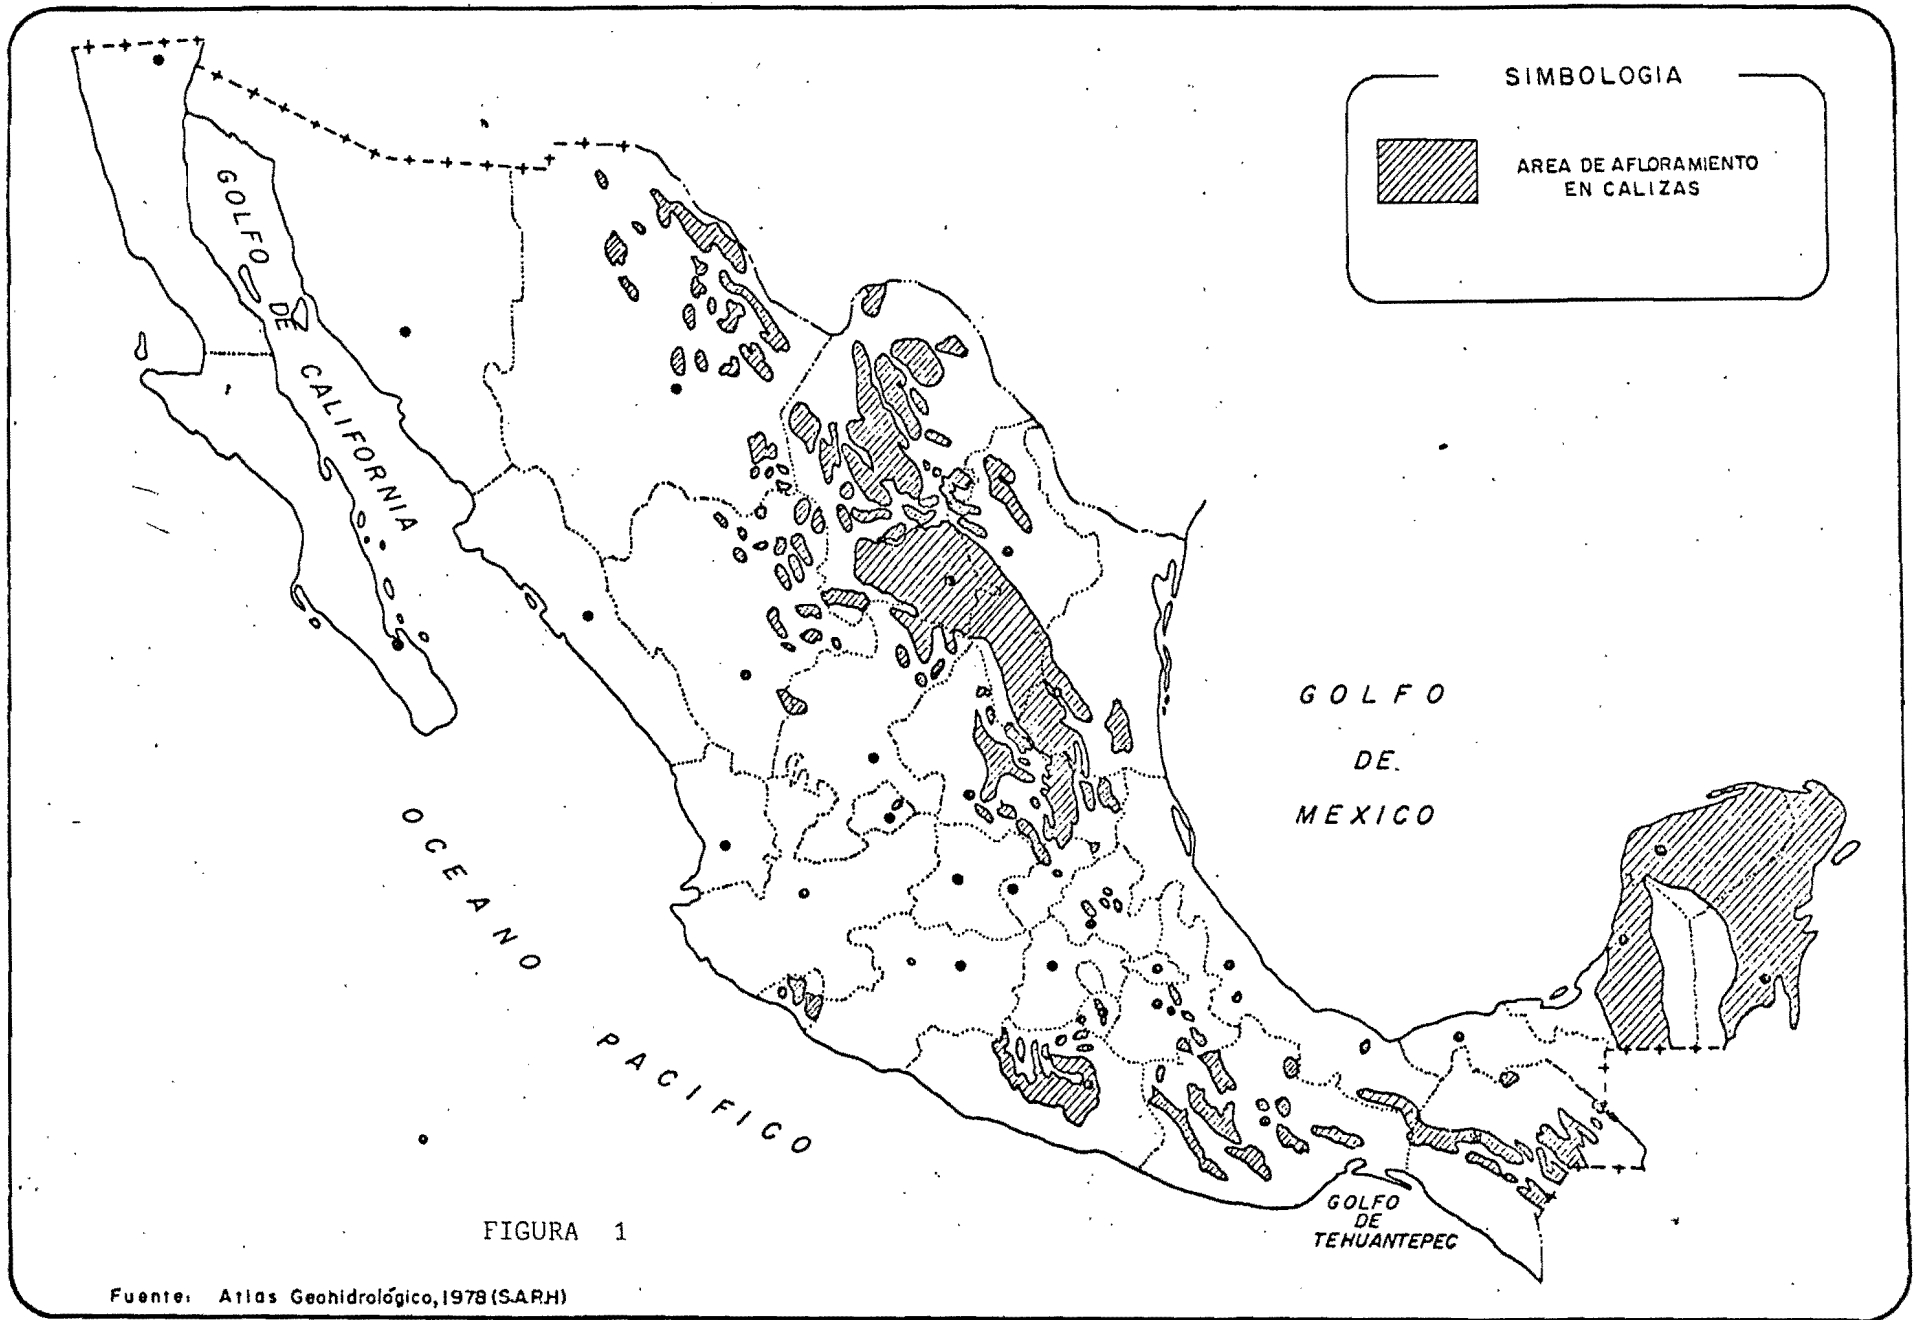 SIMBOLOGIA
AREA DE AFLORAMIENTO
EN CALIZAS
GOLFO DE CALIFORNIA
GOLFO
DE.
MEXICO
OCEANO PACIFICO
GOLFO
DE
TEHUANTEPEC
FIGURA 1
Fuente: Atlas Geohidrológico, 1978 (S.A.R.H)